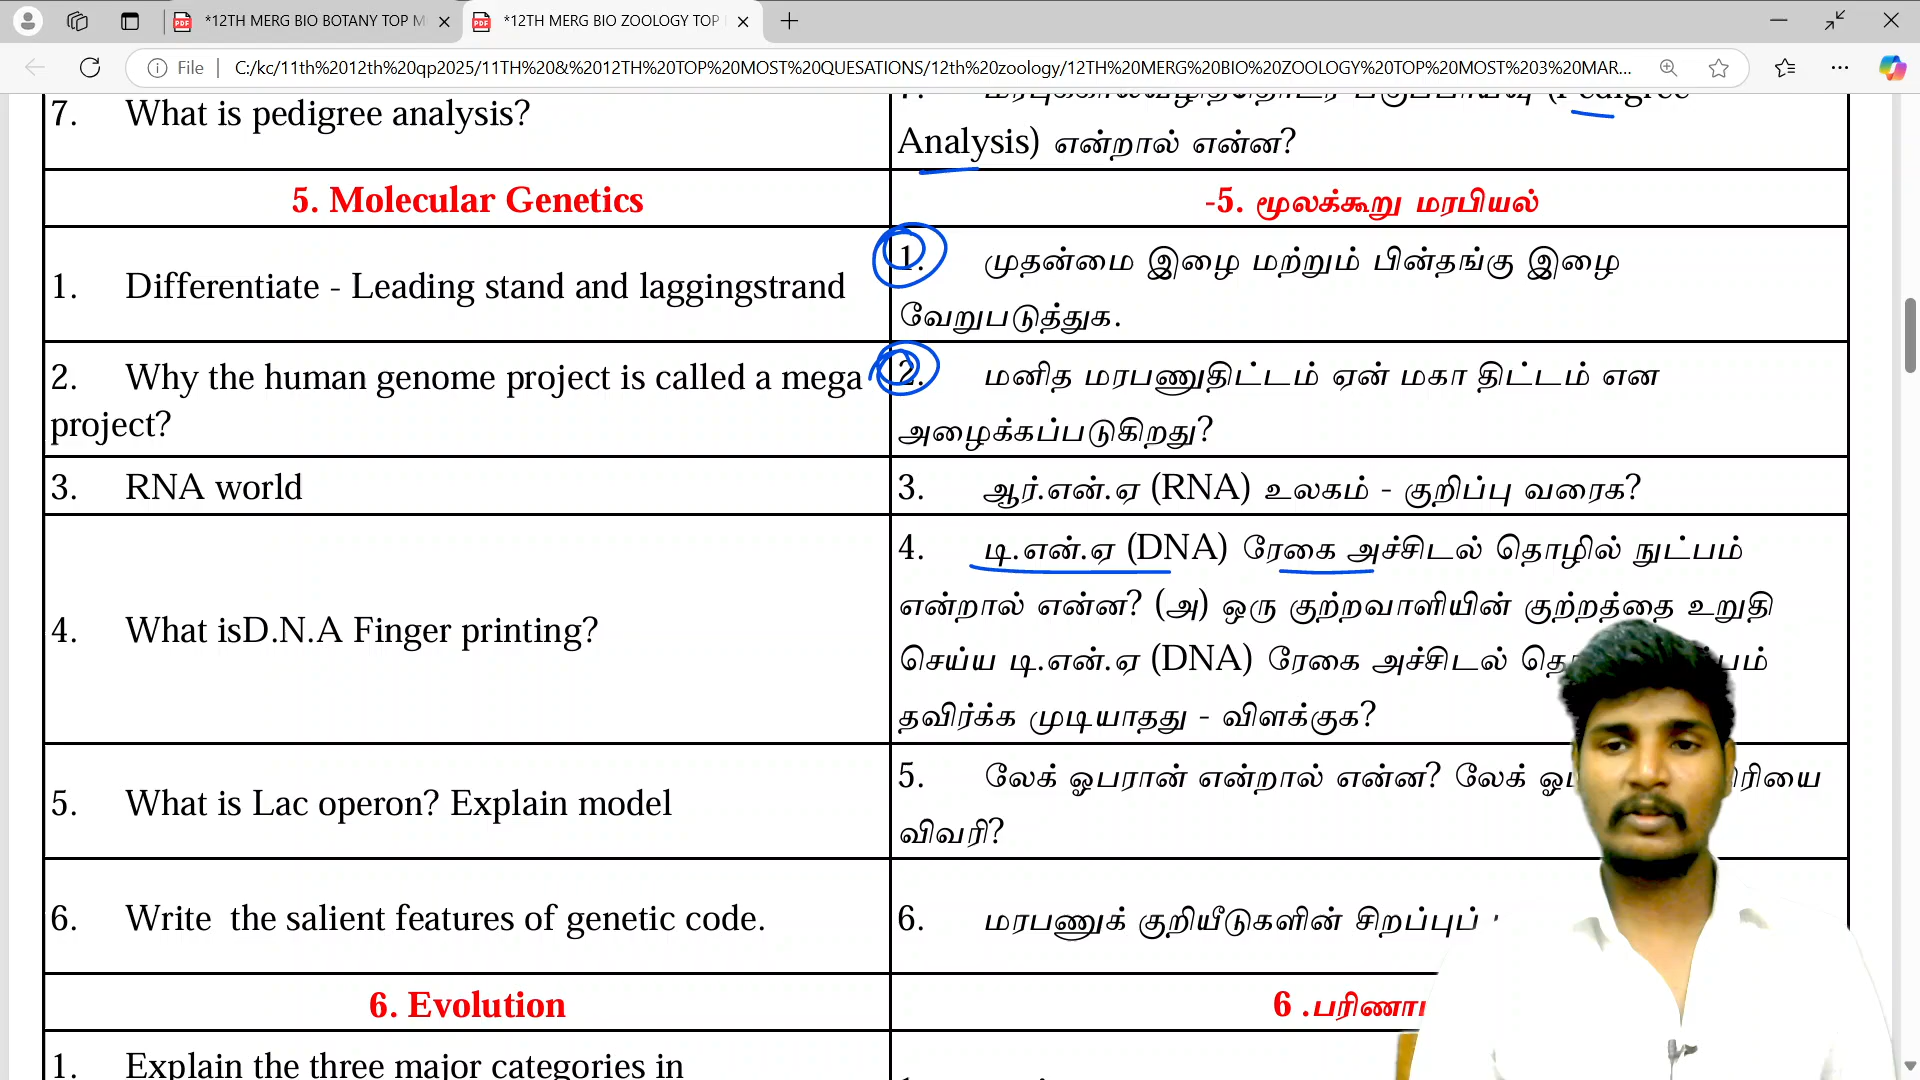 *12TH MERG BIO BOTANY TOP M
*12TH MERG BIO ZOOLOGY TOP
File
C:/kc/11th%2012th%20qp2025/11TH%20&%2012TH%20TOP%20MOST%20QUESATIONS/12th%20zoology/12TH%20MERG%20BIO%20ZOOLOGY%20TOP%20MOST%203%20MAR...
7. What is pedigree analysis?
(Pedigree
Analysis) என்றால் என்ன?
5. Molecular Genetics
-5. மூலக்கூறு மரபியல்
1. Differentiate - Leading stand and laggingstrand
1. முதன்மை இழை மற்றும் பின்தங்கு இழை
வேறுபடுத்துக.
2. Why the human genome project is called a mega
project?
2. மனித மரபணுதிட்டம் ஏன் மகா திட்டம் என
அழைக்கப்படுகிறது?
3. RNA world
3. ஆர்.என்.ஏ (RNA) உலகம் - குறிப்பு வரைக?
4. What isD.N.A Finger printing?
4. டி.என்.ஏ (DNA) ரேகை அச்சிடல் தொழில் நுட்பம்
என்றால் என்ன? (அ) ஒரு குற்றவாளியின் குற்றத்தை உறுதி
செய்ய டி.என்.ஏ (DNA) ரேகை அச்சிடல்
தவிர்க்க முடியாதது - விளக்குக?
5. What is Lac operon? Explain model
5. லேக் ஓபரான் என்றால் என்ன? லேக்
விவரி?
6. Write the salient features of genetic code.
6. மரபணுக் குறியீடுகளின் சிறப்புப்
6. Evolution
6 .
1. Explain the three major categories in